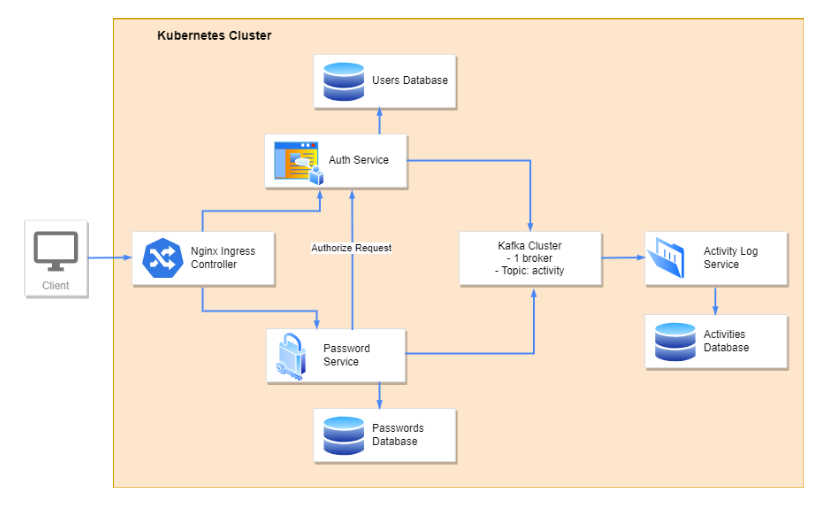 Kubernetes Cluster
Users Database
Auth Service
Authorize Request
Client
Nginx Ingress
Controller
Kafka Cluster
- 1 broker
- Topic: activity
Activity Log
Service
Password
Service
Activities
Database
Passwords
Database